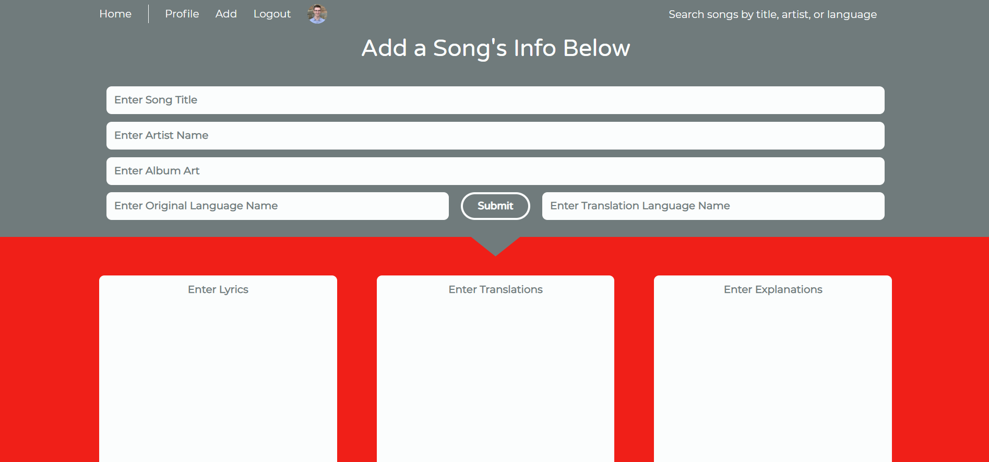 Home Profile Add Logout Search songs by title, artist, or language
Add a Song's Info Below
Enter Song Title
Enter Artist Name
Enter Album Art
Enter Original Language Name Submit Enter Translation Language Name
Enter Lyrics Enter Translations Enter Explanations